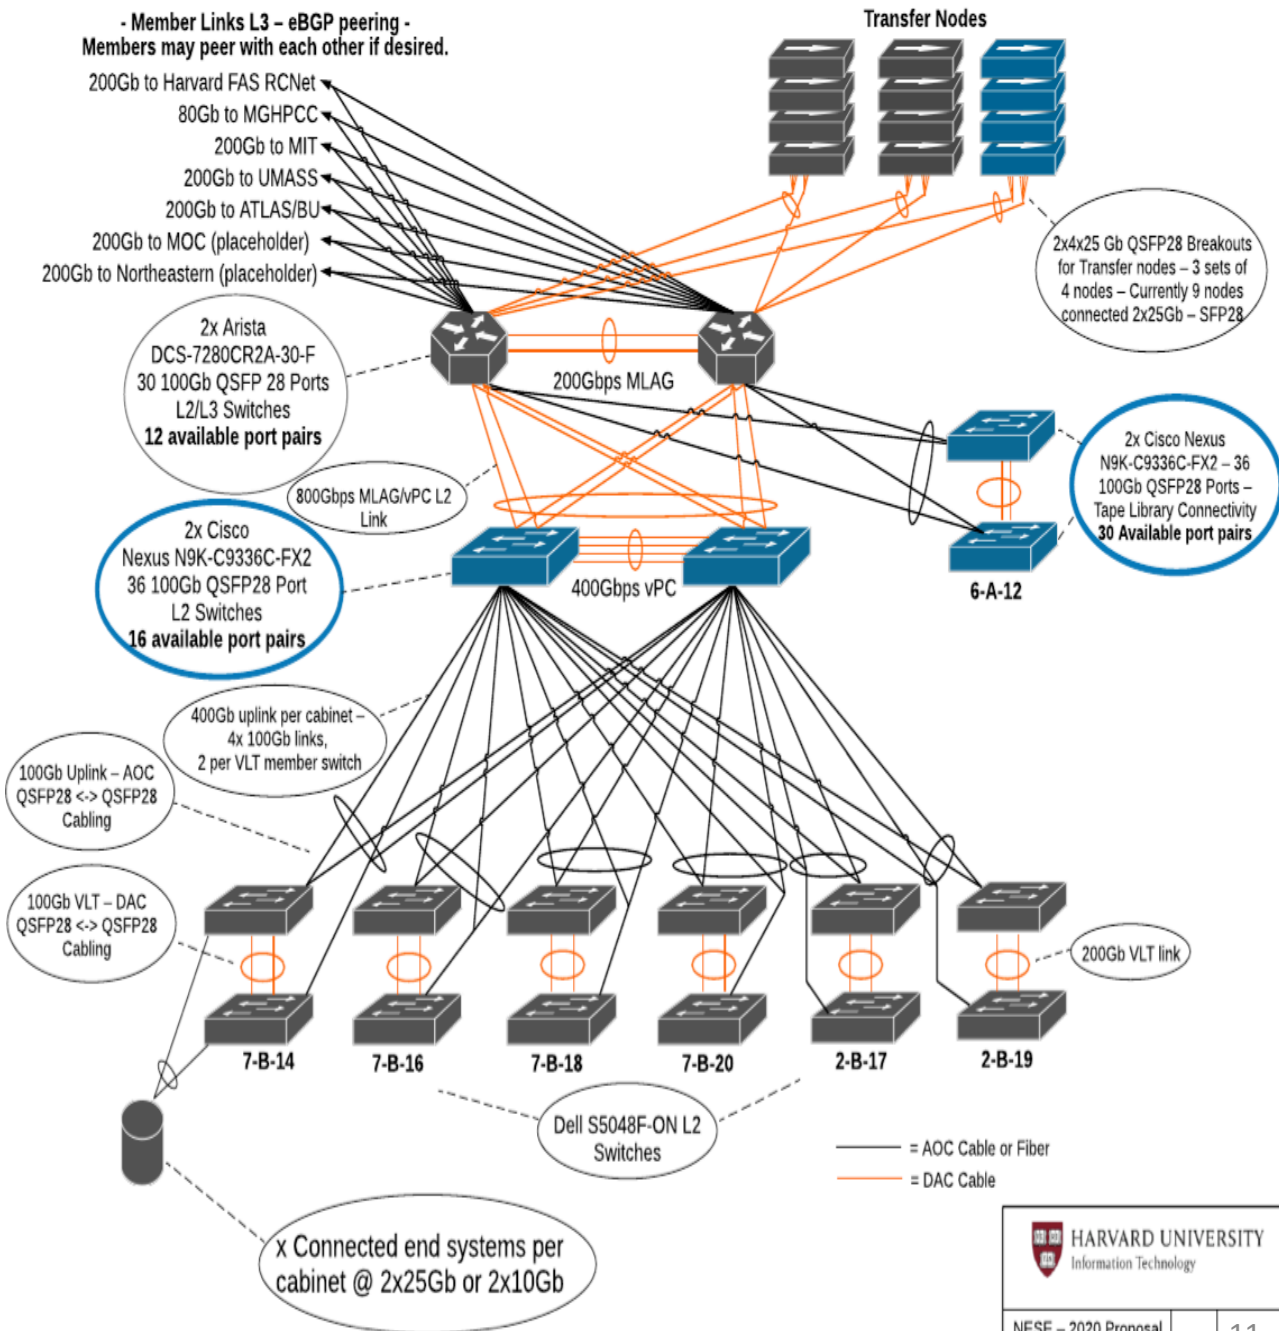 - Member Links L3 – eBGP peering -
Members may peer with each other if desired.
200Gb to Harvard FAS RCNet
80Gb to MGHPCC
200Gb to MIT
200Gb to UMASS
200Gb to ATLAS/BU
200Gb to MOC (placeholder)
200Gb to Northeastern (placeholder)
Transfer Nodes
2x4x25 Gb QSFP28 Breakouts
for Transfer nodes – 3 sets of
4 nodes – Currently 9 nodes
connected 2x25Gb – SFP28
2x Arista
DCS-7280CR2A-30-F
30 100Gb QSFP 28 Ports
L2/L3 Switches
12 available port pairs
200Gbps MLAG
2x Cisco Nexus
N9K-C9336C-FX2 – 36
100Gb QSFP28 Ports –
Tape Library Connectivity
30 Available port pairs
800Gbps MLAG/vPC L2
Link
2x Cisco
Nexus N9K-C9336C-FX2
36 100Gb QSFP28 Port
L2 Switches
16 available port pairs
400Gbps vPC
6-A-12
400Gb uplink per cabinet –
4x 100Gb links,
2 per VLT member switch
100Gb Uplink – AOC
QSFP28 <-> QSFP28
Cabling
100Gb VLT – DAC
QSFP28 <-> QSFP28
Cabling
200Gb VLT link
7-B-14
7-B-16
7-B-18
7-B-20
2-B-17
2-B-19
Dell S5048F-ON L2
Switches
= AOC Cable or Fiber
= DAC Cable
x Connected end systems per
cabinet @ 2x25Gb or 2x10Gb
HARVARD UNIVERSITY
Information Technology
NESE – 2020 Proposal
11